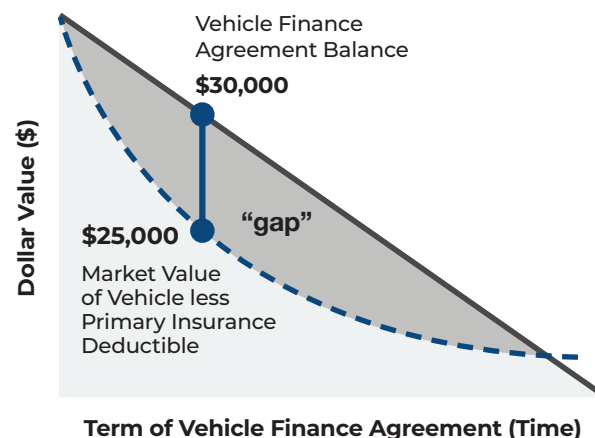 Vehicle Finance
Agreement Balance
$30,000
“gap”
$25,000
Market Value
of Vehicle less
Primary Insurance
Deductible
Dollar Value ($)
Term of Vehicle Finance Agreement (Time)